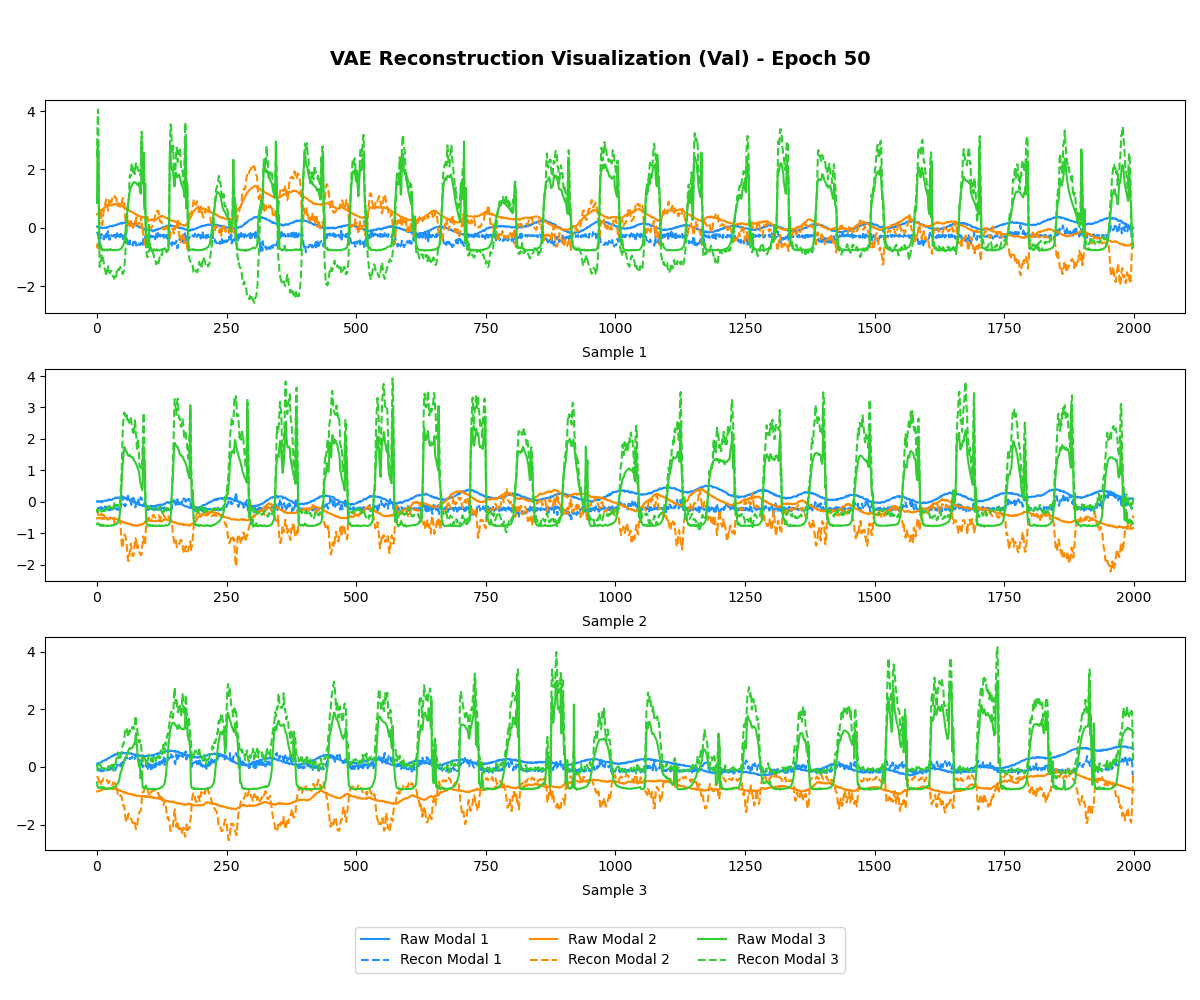 VAE Reconstruction Visualization (Val) - Epoch 50
4
2
0
−2
0 250 500 750 1000 1250 1500 1750 2000
Sample 1
4
3
2
1
0
−1
−2
0 250 500 750 1000 1250 1500 1750 2000
Sample 2
4
2
0
−2
0 250 500 750 1000 1250 1500 1750 2000
Sample 3
Raw Modal 1 Raw Modal 2 Raw Modal 3
Recon Modal 1 Recon Modal 2 Recon Modal 3